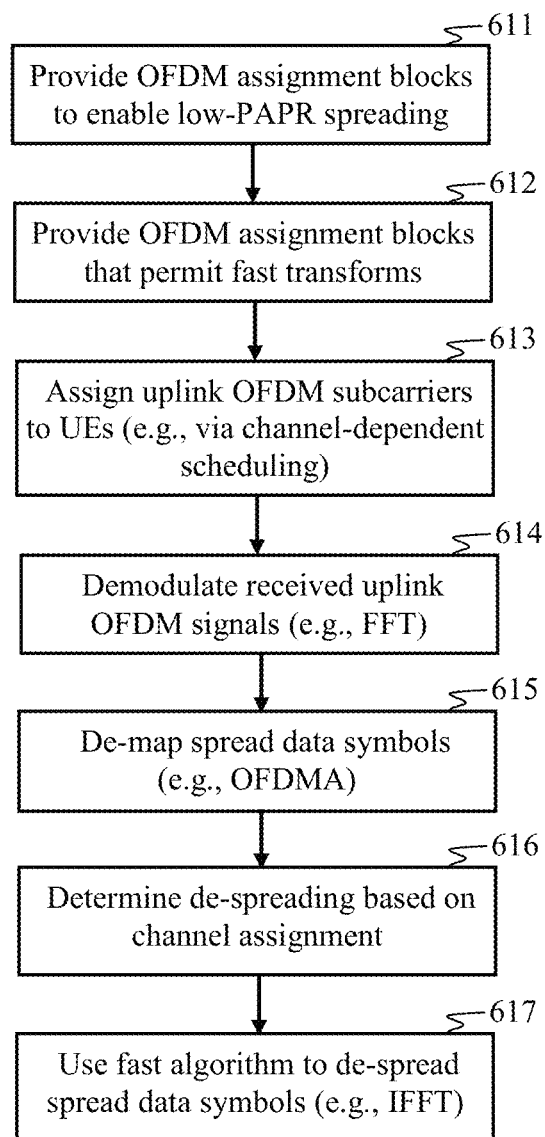 611
Provide OFDM assignment blocks
to enable low-PAPR spreading
612
Provide OFDM assignment blocks
that permit fast transforms
613
Assign uplink OFDM subcarriers
to UEs (e.g., via channel-dependent
scheduling)
614
Demodulate received uplink
OFDM signals (e.g., FFT)
615
De-map spread data symbols
(e.g., OFDMA)
616
Determine de-spreading based on
channel assignment
617
Use fast algorithm to de-spread
spread data symbols (e.g., IFFT)